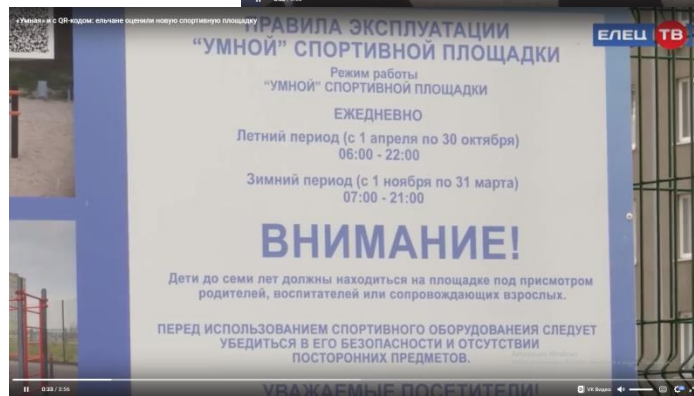 «Умная» и с QR-кодом: ельчане оценили новую спортивную площадку
ЕЛЕЦ ТВ
ПРАВИЛА ЭКСПЛУАТАЦИИ
“УМНОЙ” СПОРТИВНОЙ ПЛОЩАДКИ
Режим работы
“УМНОЙ” СПОРТИВНОЙ ПЛОЩАДКИ
ЕЖЕДНЕВНО
Летний период (с 1 апреля по 30 октября)
06:00 - 22:00
Зимний период (с 1 ноября по 31 марта)
07:00 - 21:00
ВНИМАНИЕ!
Дети до семи лет должны находиться на площадке под присмотром
родителей, воспитателей или сопровождающих взрослых.
ПЕРЕД ИСПОЛЬЗОВАНИЕМ СПОРТИВНОГО ОБОРУДОВАНЕИЯ СЛЕДУЕТ
УБЕДИТЬСЯ В ЕГО БЕЗОПАСНОСТИ И ОТСУТСТВИИ
ПОСТОРОННИХ ПРЕДМЕТОВ.
УВАЖАЕМЫЕ ПОСЕТИТЕЛИ!
0:33 / 3:56
VK Видео